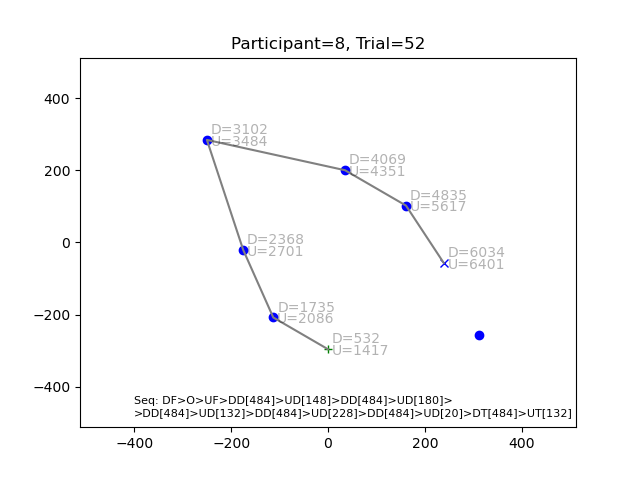 Participant=8, Trial=52
400
200
0
−200
−400
D=3102
U=3484
D=4069
U=4351
D=4835
U=5617
D=2368
U=2701
D=6034
U=6401
D=1735
U=2086
D=532
U=1417
Seq: DF>O>UF>DD[484]>UD[148]>DD[484]>UD[180]>
>DD[484]>UD[132]>DD[484]>UD[228]>DD[484]>UD[20]>DT[484]>UT[132]
−400 −200 0 200 400